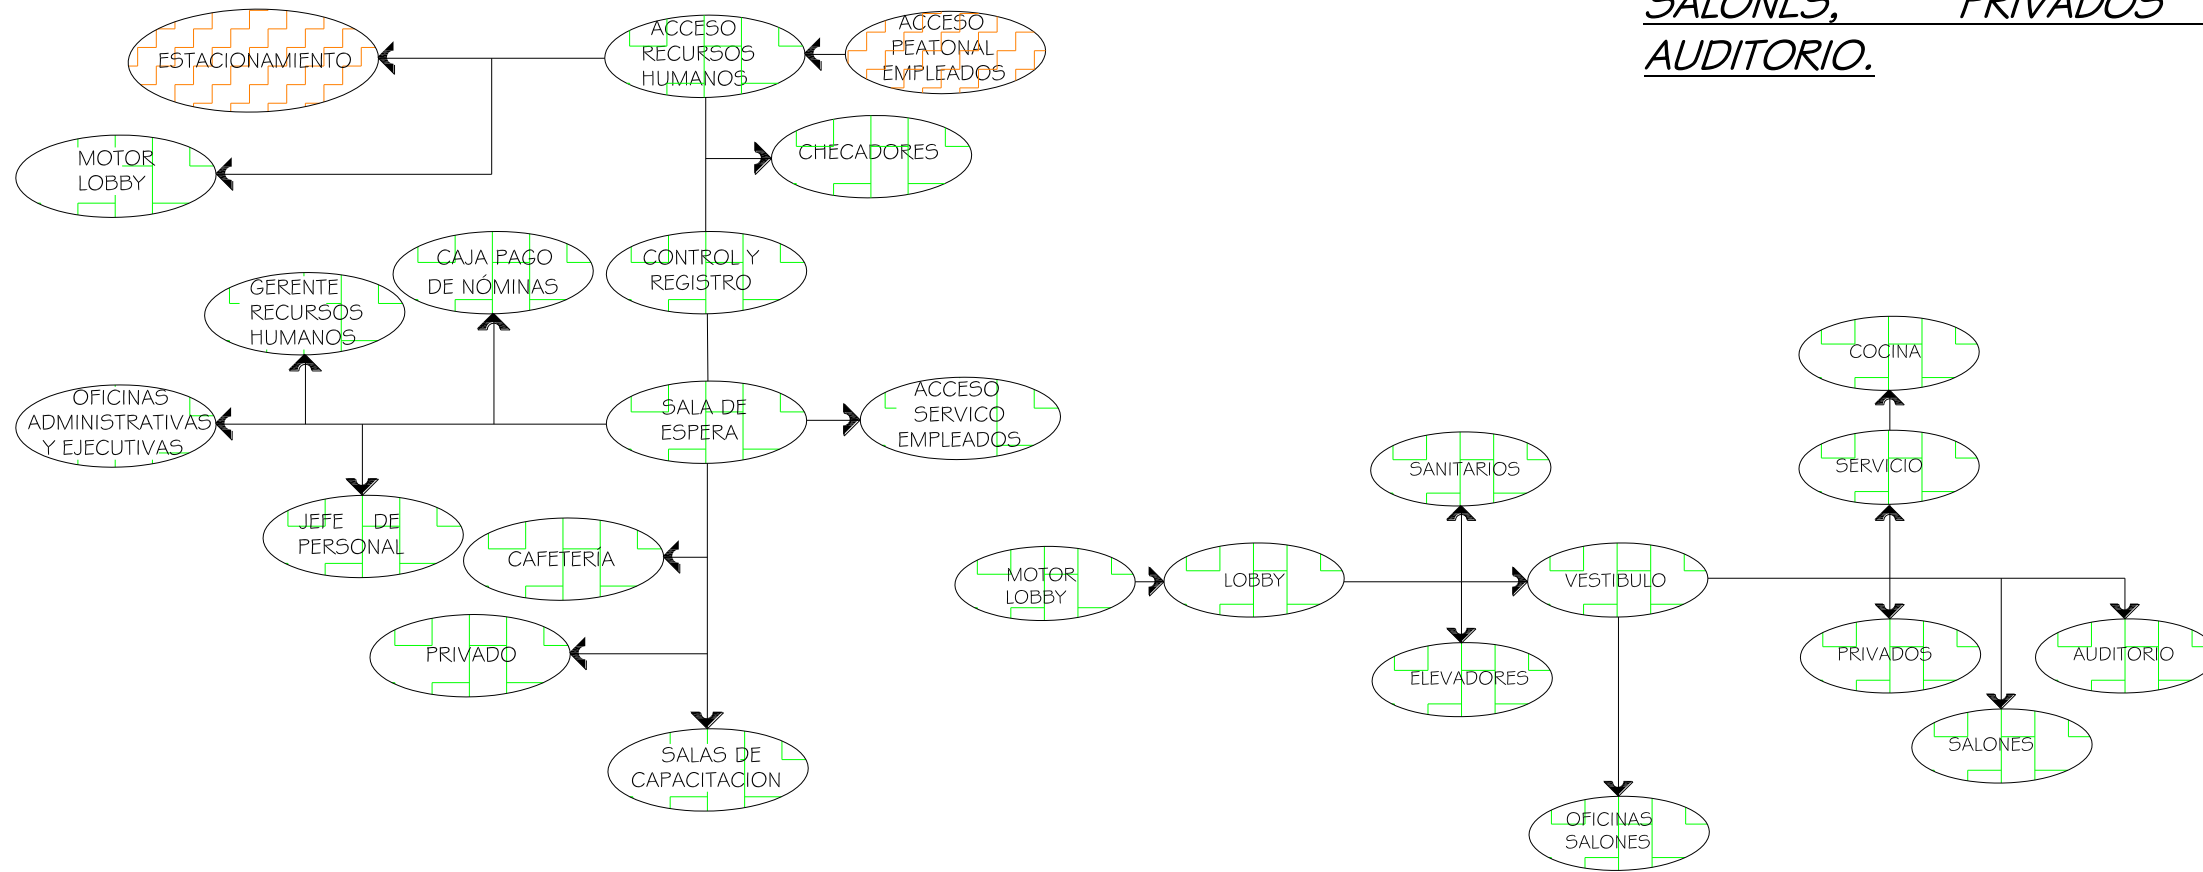 SALONES, PRIVADOS
AUDITORIO.
ESTACIONAMIENTO
ACCESO
RECURSOS
HUMANOS
ACCESO
PEATONAL
EMPLEADOS
MOTOR
LOBBY
CHECADORES
CAJA PAGO
DE NÓMINAS
CONTROL Y
REGISTRO
GERENTE
RECURSOS
HUMANOS
OFICINAS
ADMINISTRATIVAS
Y EJECUTIVAS
SALA DE
ESPERA
ACCESO
SERVICO
EMPLEADOS
JEFE DE
PERSONAL
CAFETERÍA
PRIVADO
SALAS DE
CAPACITACION
COCINA
SERVICIO
SANITARIOS
MOTOR
LOBBY
LOBBY
VESTIBULO
ELEVADORES
PRIVADOS
AUDITORIO
SALONES
OFICINAS
SALONES